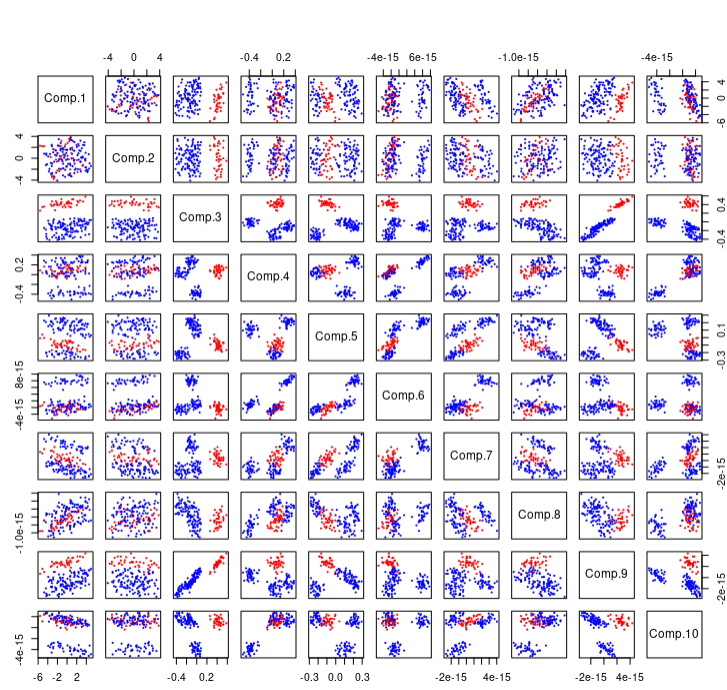 -4 0 4 -0.4 0.2 -4e-15 6e-15 -1.0e-15 -4e-15
Comp.1 -6 0 4
4 0 -4 Comp.2
Comp.3 -0.4 0.4
0.2 -0.4 Comp.4
Comp.5 -0.3 0.1
8e-15 -4e-15 Comp.6
Comp.7 -2e-15
-1.0e-15 Comp.8
Comp.9 -2e-15
-4e-15 Comp.10
-6 -2 2 -0.4 0.2 -0.3 0.0 0.3 -2e-15 4e-15 -2e-15 4e-15